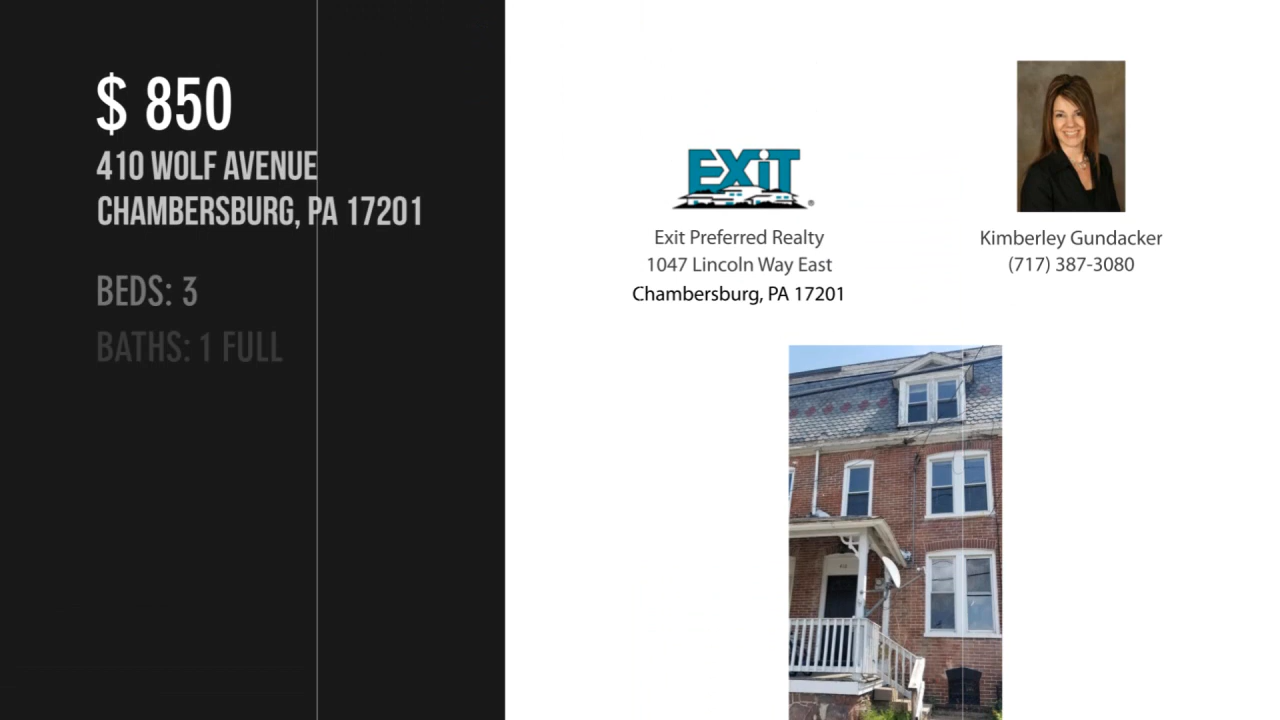 $ 850
410 WOLF AVENUE
CHAMBERSBURG, PA 17201
BEDS: 3
BATHS: 1 FULL
EXiT
®
Exit Preferred Realty
1047 Lincoln Way East
Chambersburg, PA 17201
Kimberley Gundacker
(717) 387-3080